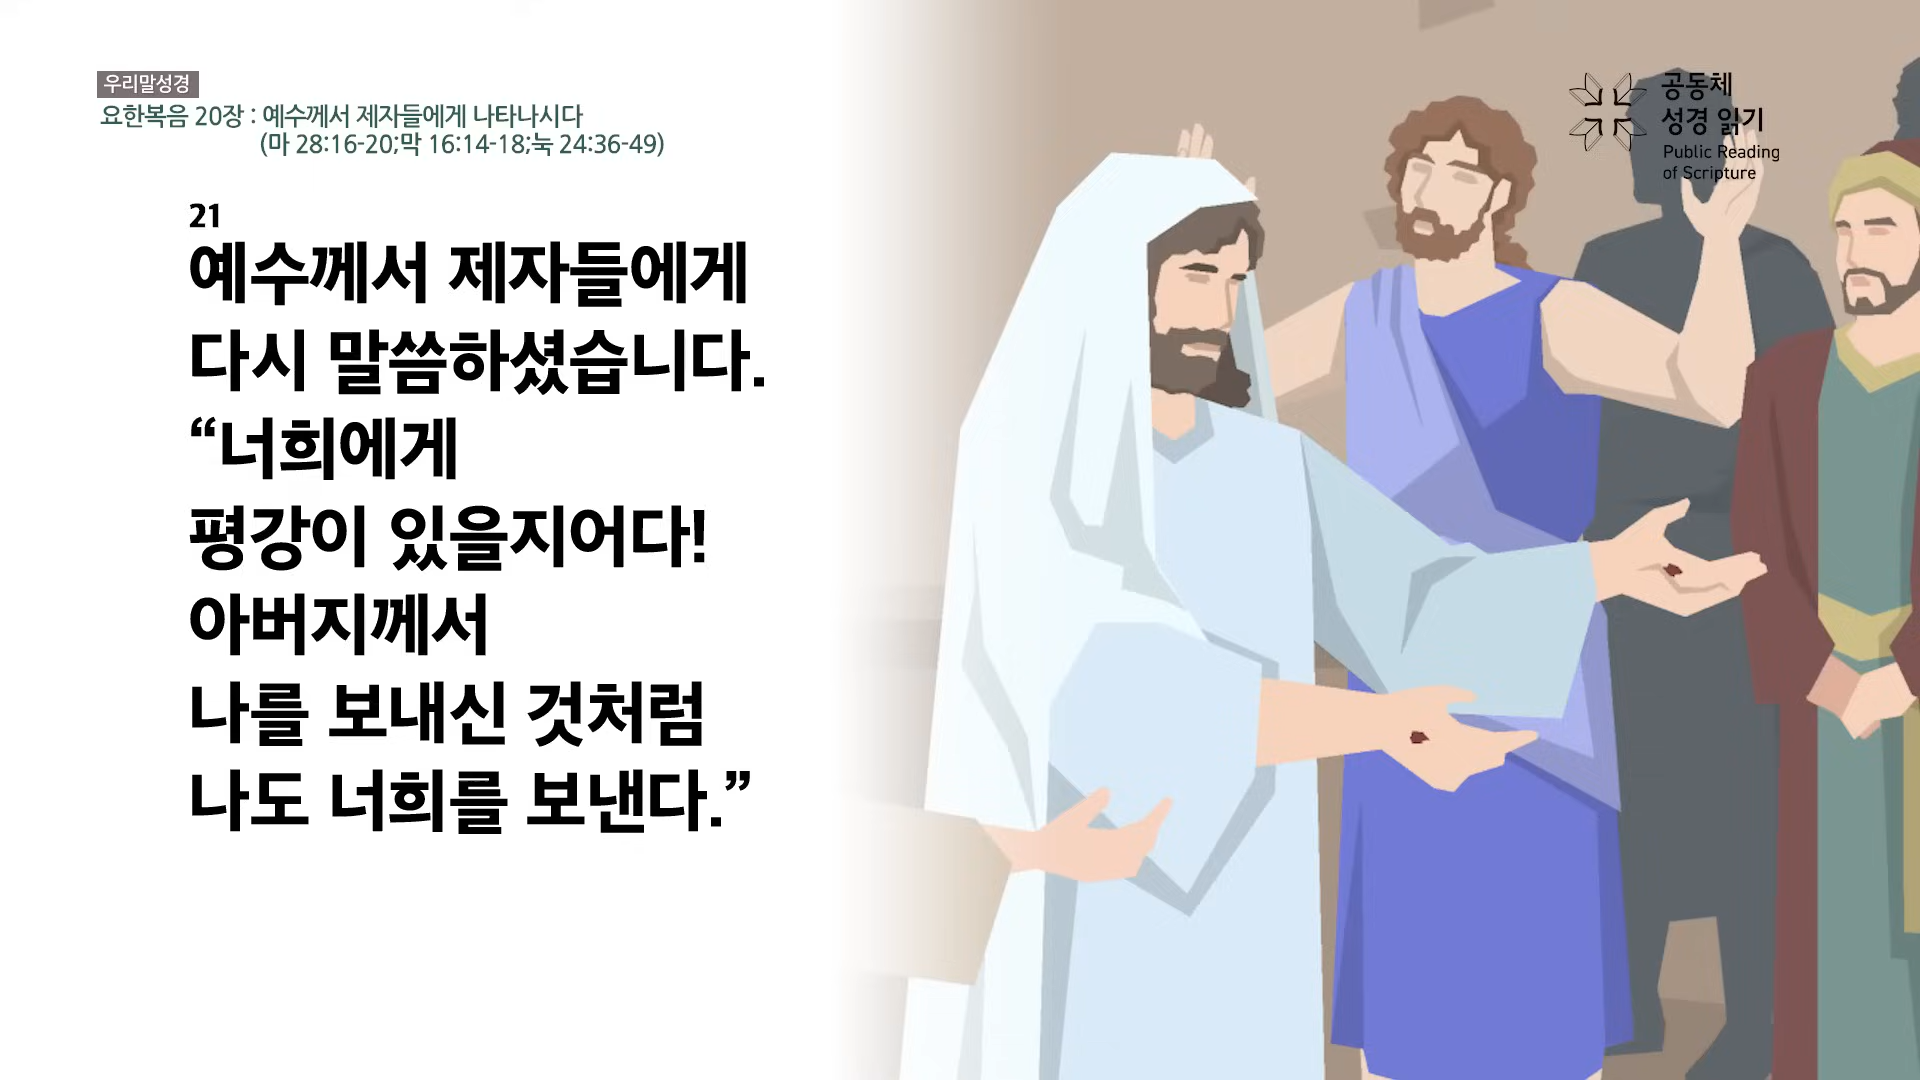 우리말성경
요한복음 20장 : 예수께서 제자들에게 나타나시다
(마 28:16-20;막 16:14-18;눅 24:36-49)
21
예수께서 제자들에게
다시 말씀하셨습니다.
“너희에게
평강이 있을지어다!
아버지께서
나를 보내신 것처럼
나도 너희를 보낸다.”
공동체
성경 읽기
Public Reading
of Scripture